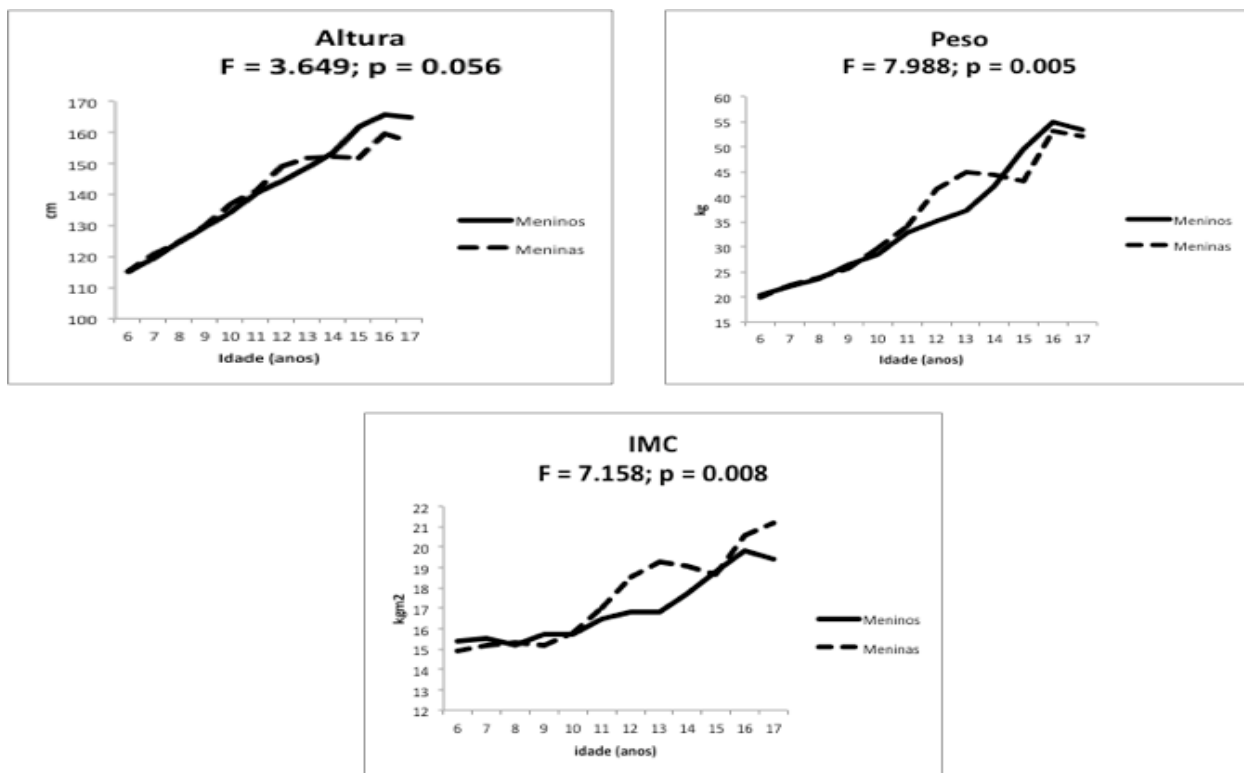 Altura
F = 3.649; p = 0.056
170
160
150
140
130
120
110
100
cm
6 7 8 9 10 11 12 13 14 15 16 17
Idade (anos)
Meninos
Meninas
Peso
F = 7.988; p = 0.005
60
55
50
45
40
35
30
25
20
15
kg
6 7 8 9 10 11 12 13 14 15 16 17
Idade (anos)
Meninos
Meninas
IMC
F = 7.158; p = 0.008
22
21
20
19
18
17
16
15
14
13
12
kgm2
6 7 8 9 10 11 12 13 14 15 16 17
idade (anos)
Meninos
Meninas